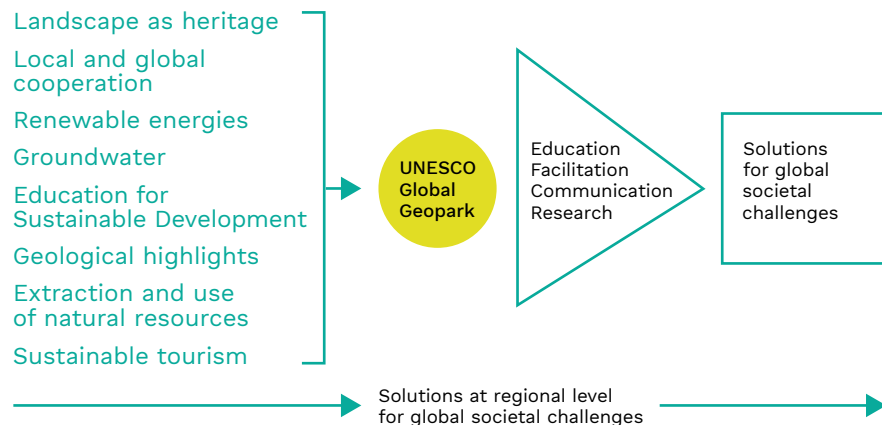 Landscape as heritage
Local and global
cooperation
Renewable energies
Groundwater
Education for
Sustainable Development
Geological highlights
Extraction and use
of natural resources
Sustainable tourism
UNESCO
Global
Geopark
Education
Facilitation
Communication
Research
Solutions
for global
societal
challenges
Solutions at regional level
for global societal challenges